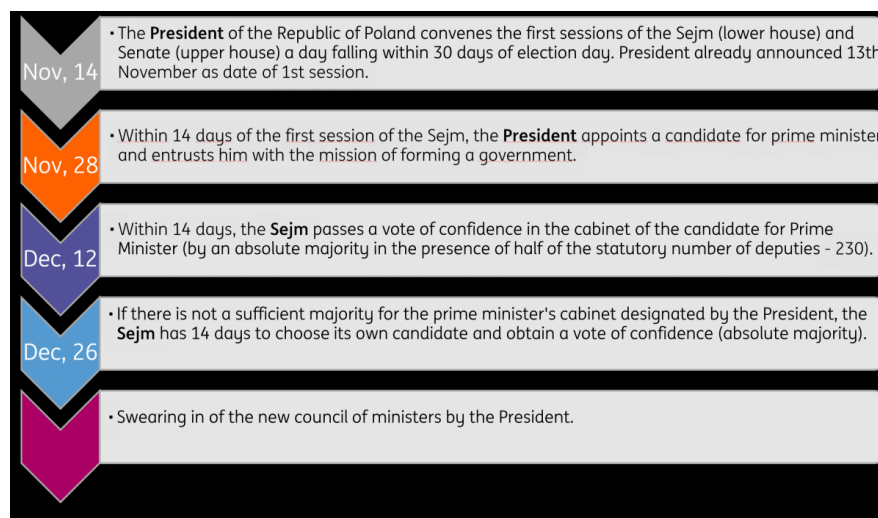 • The President of the Republic of Poland convenes the first sessions of the Sejm (lower house) and
Senate (upper house) a day falling within 30 days of election day. President already announced 13th
Nov, 14
November as date of 1st session.
• Within 14 days of the first session of the Sejm, the President appoints a candidate for prime minister
Nov, 28
and entrusts him with the mission of forming a government.
• Within 14 days, the Sejm passes a vote of confidence in the cabinet of the candidate for Prime
Dec, 12
Minister (by an absolute majority in the presence of half of the statutory number of deputies - 230).
• If there is not a sufficient majority for the prime minister's cabinet designated by the President, the
Dec, 26
Sejm has 14 days to choose its own candidate and obtain a vote of confidence (absolute majority).
• Swearing in of the new council of ministers by the President.